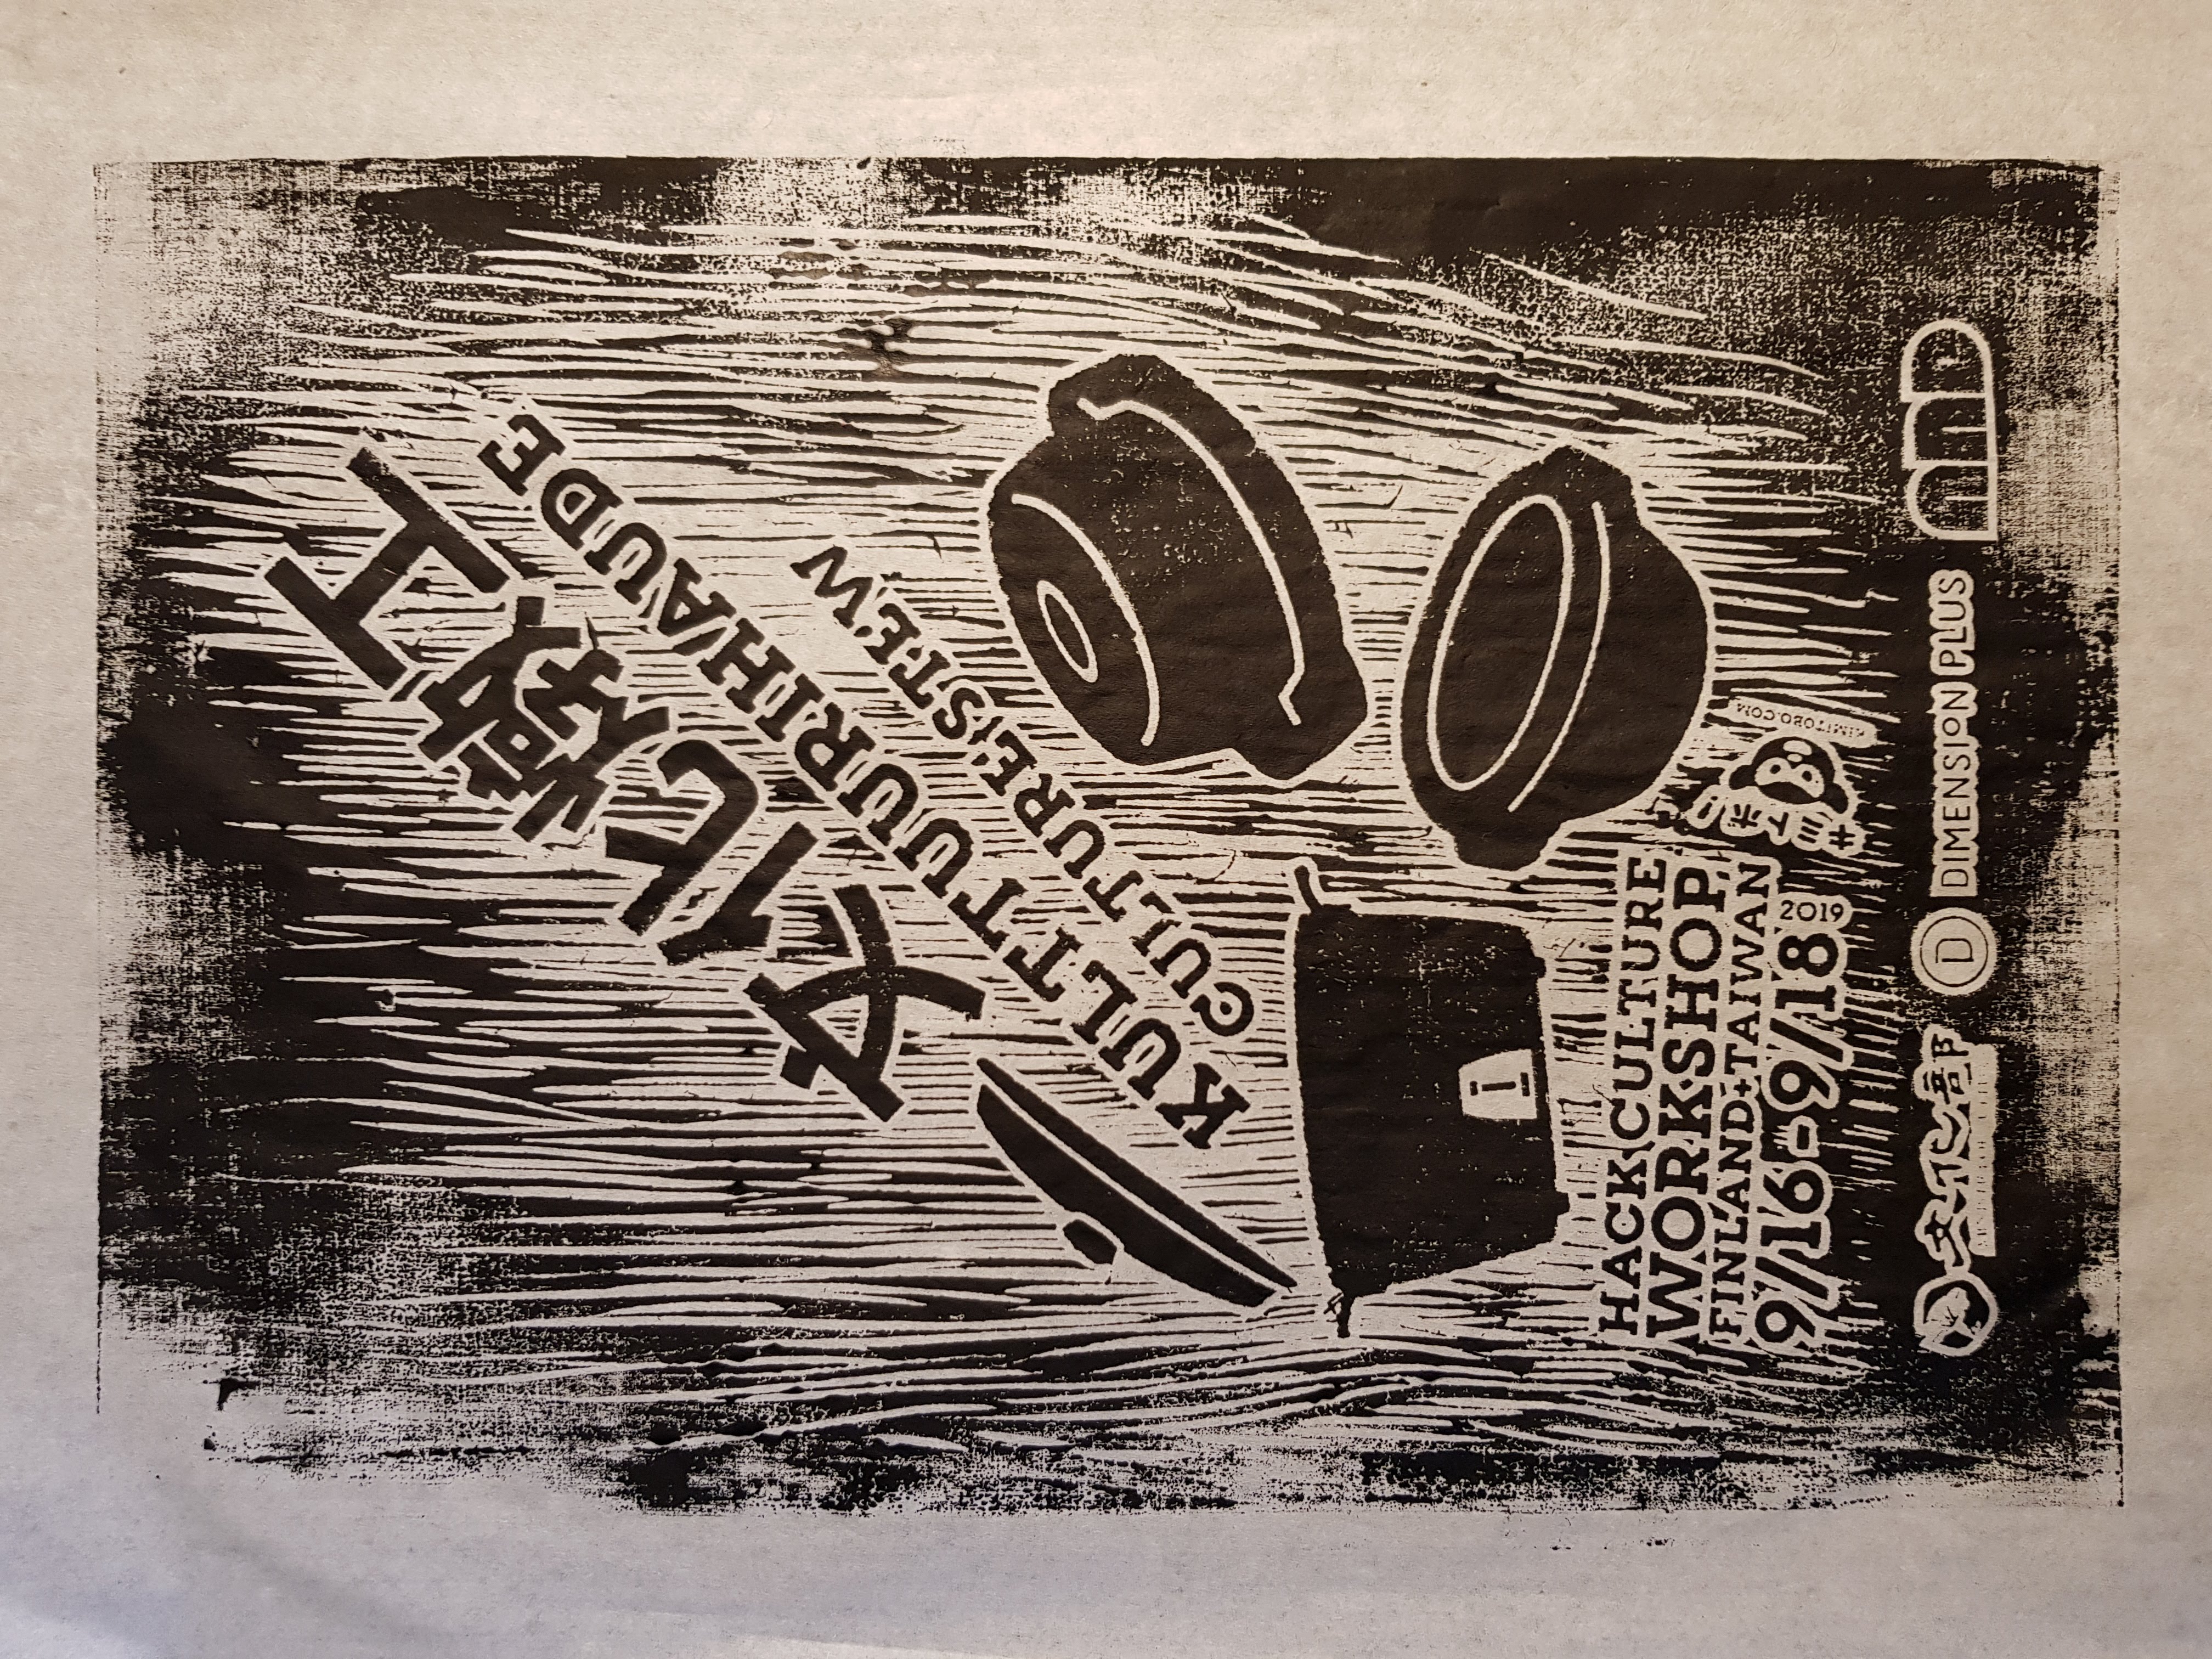 文化燉工
KULTTUURIHAUDE
CULTURE STEW
HACK CULTURE
WORKSHOP
FINLAND+TAIWAN
9/16-9/18 2019
キミトボ!
KIMITOBO.COM
文化部
D DIMENSION PLUS